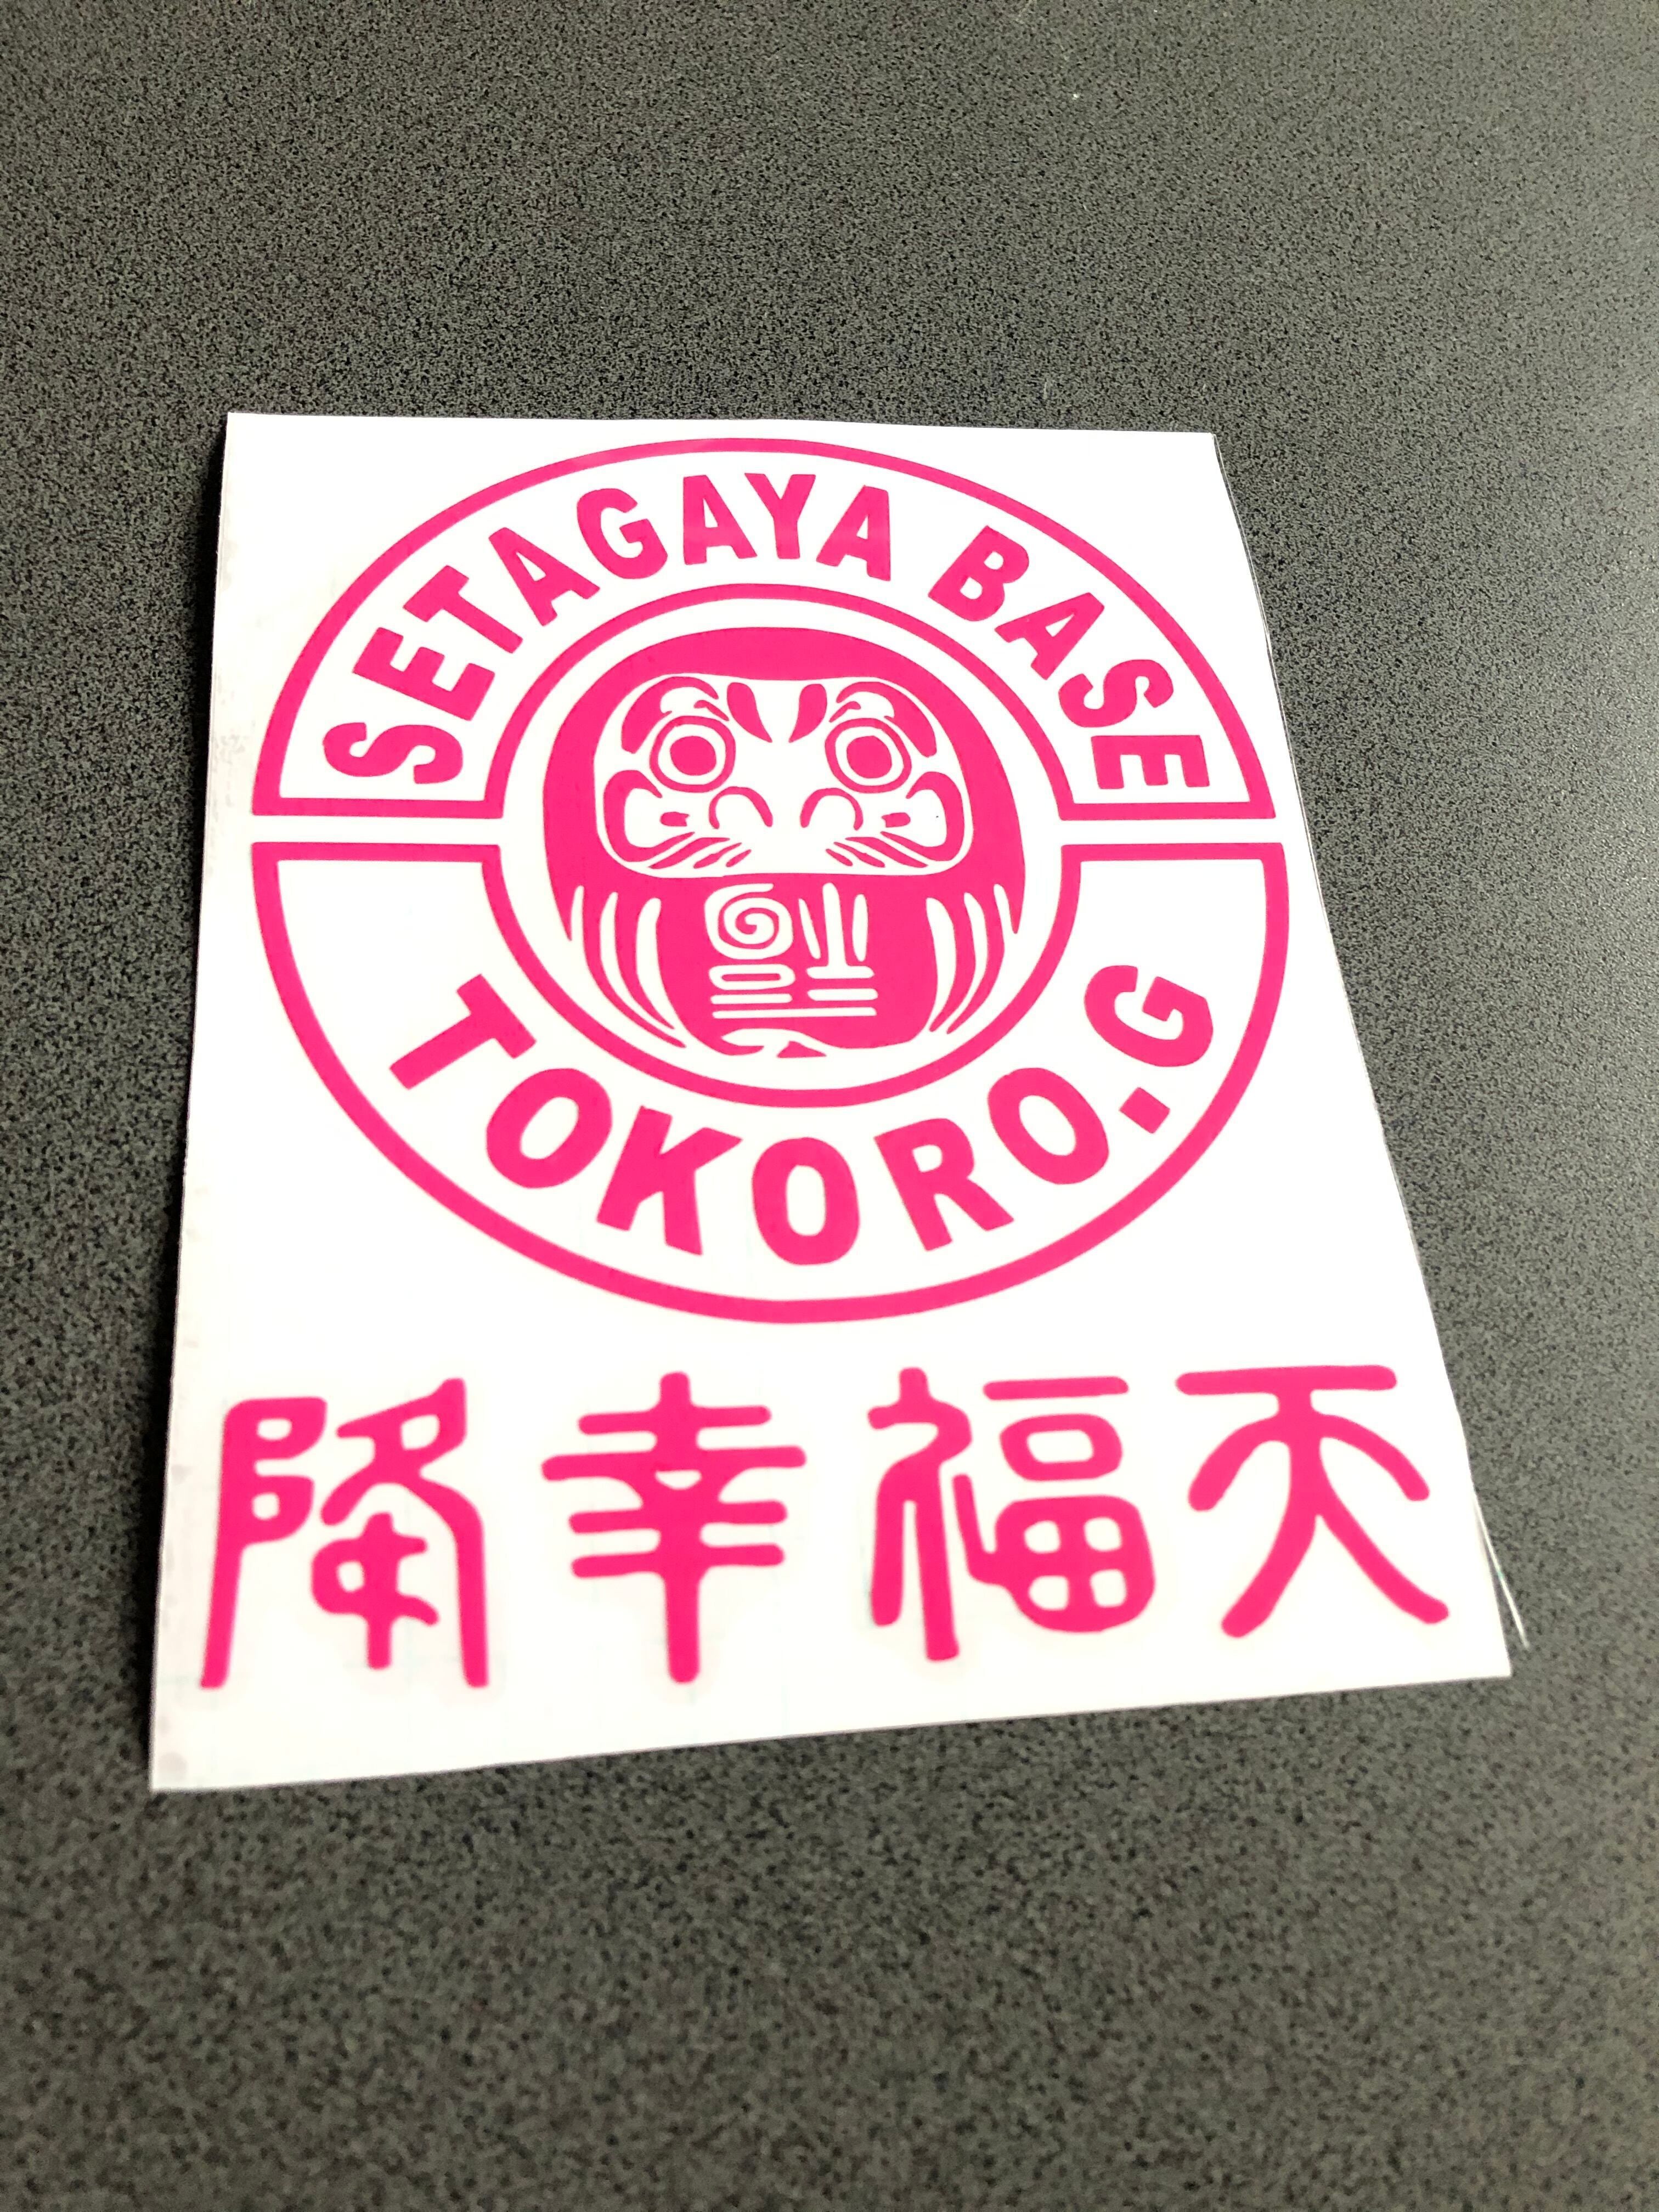 SETAGAYA BASE
TOKORO.G
降幸福天